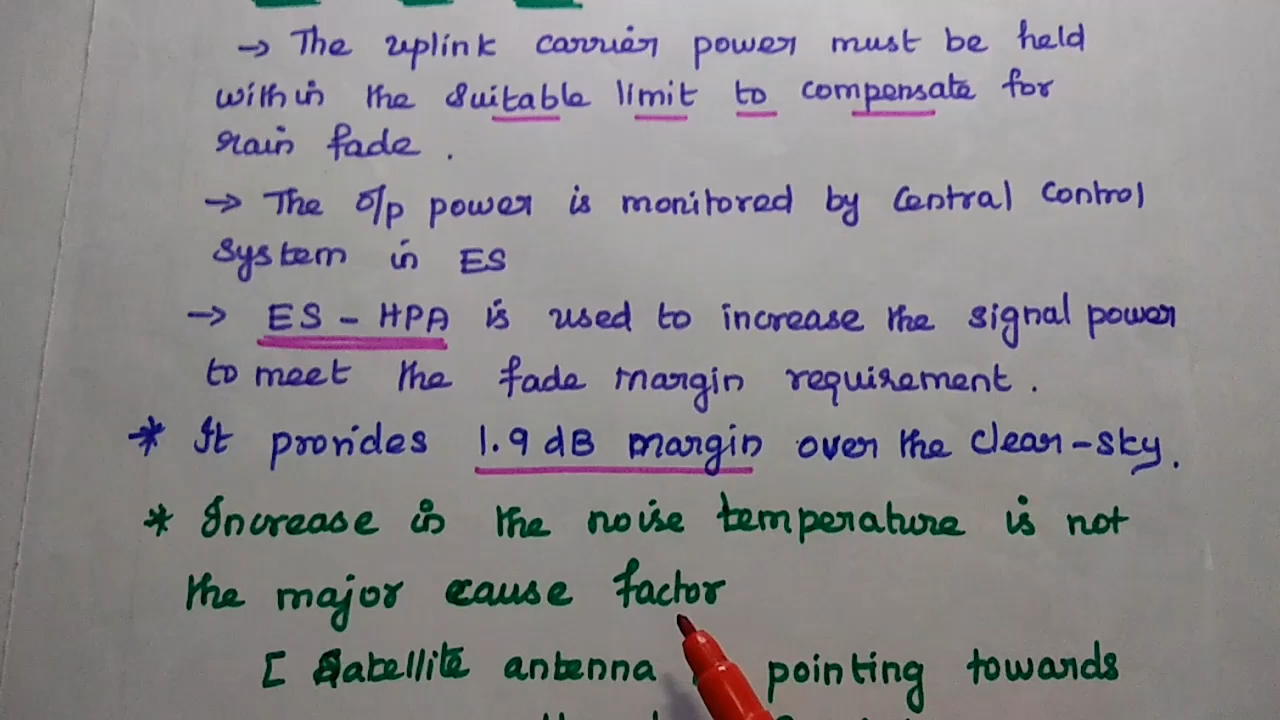 → The uplink carrier power must be held
within the suitable limit to compensate for
rain fade .
→ The o/p power is monitored by Central Control
System in ES
→ ES - HPA is used to increase the signal power
to meet the fade margin requirement .
* It provides 1.9 dB margin over the clear-sky.
* Increase in the noise temperature is not
the major cause factor
[ Satellite antenna pointing towards